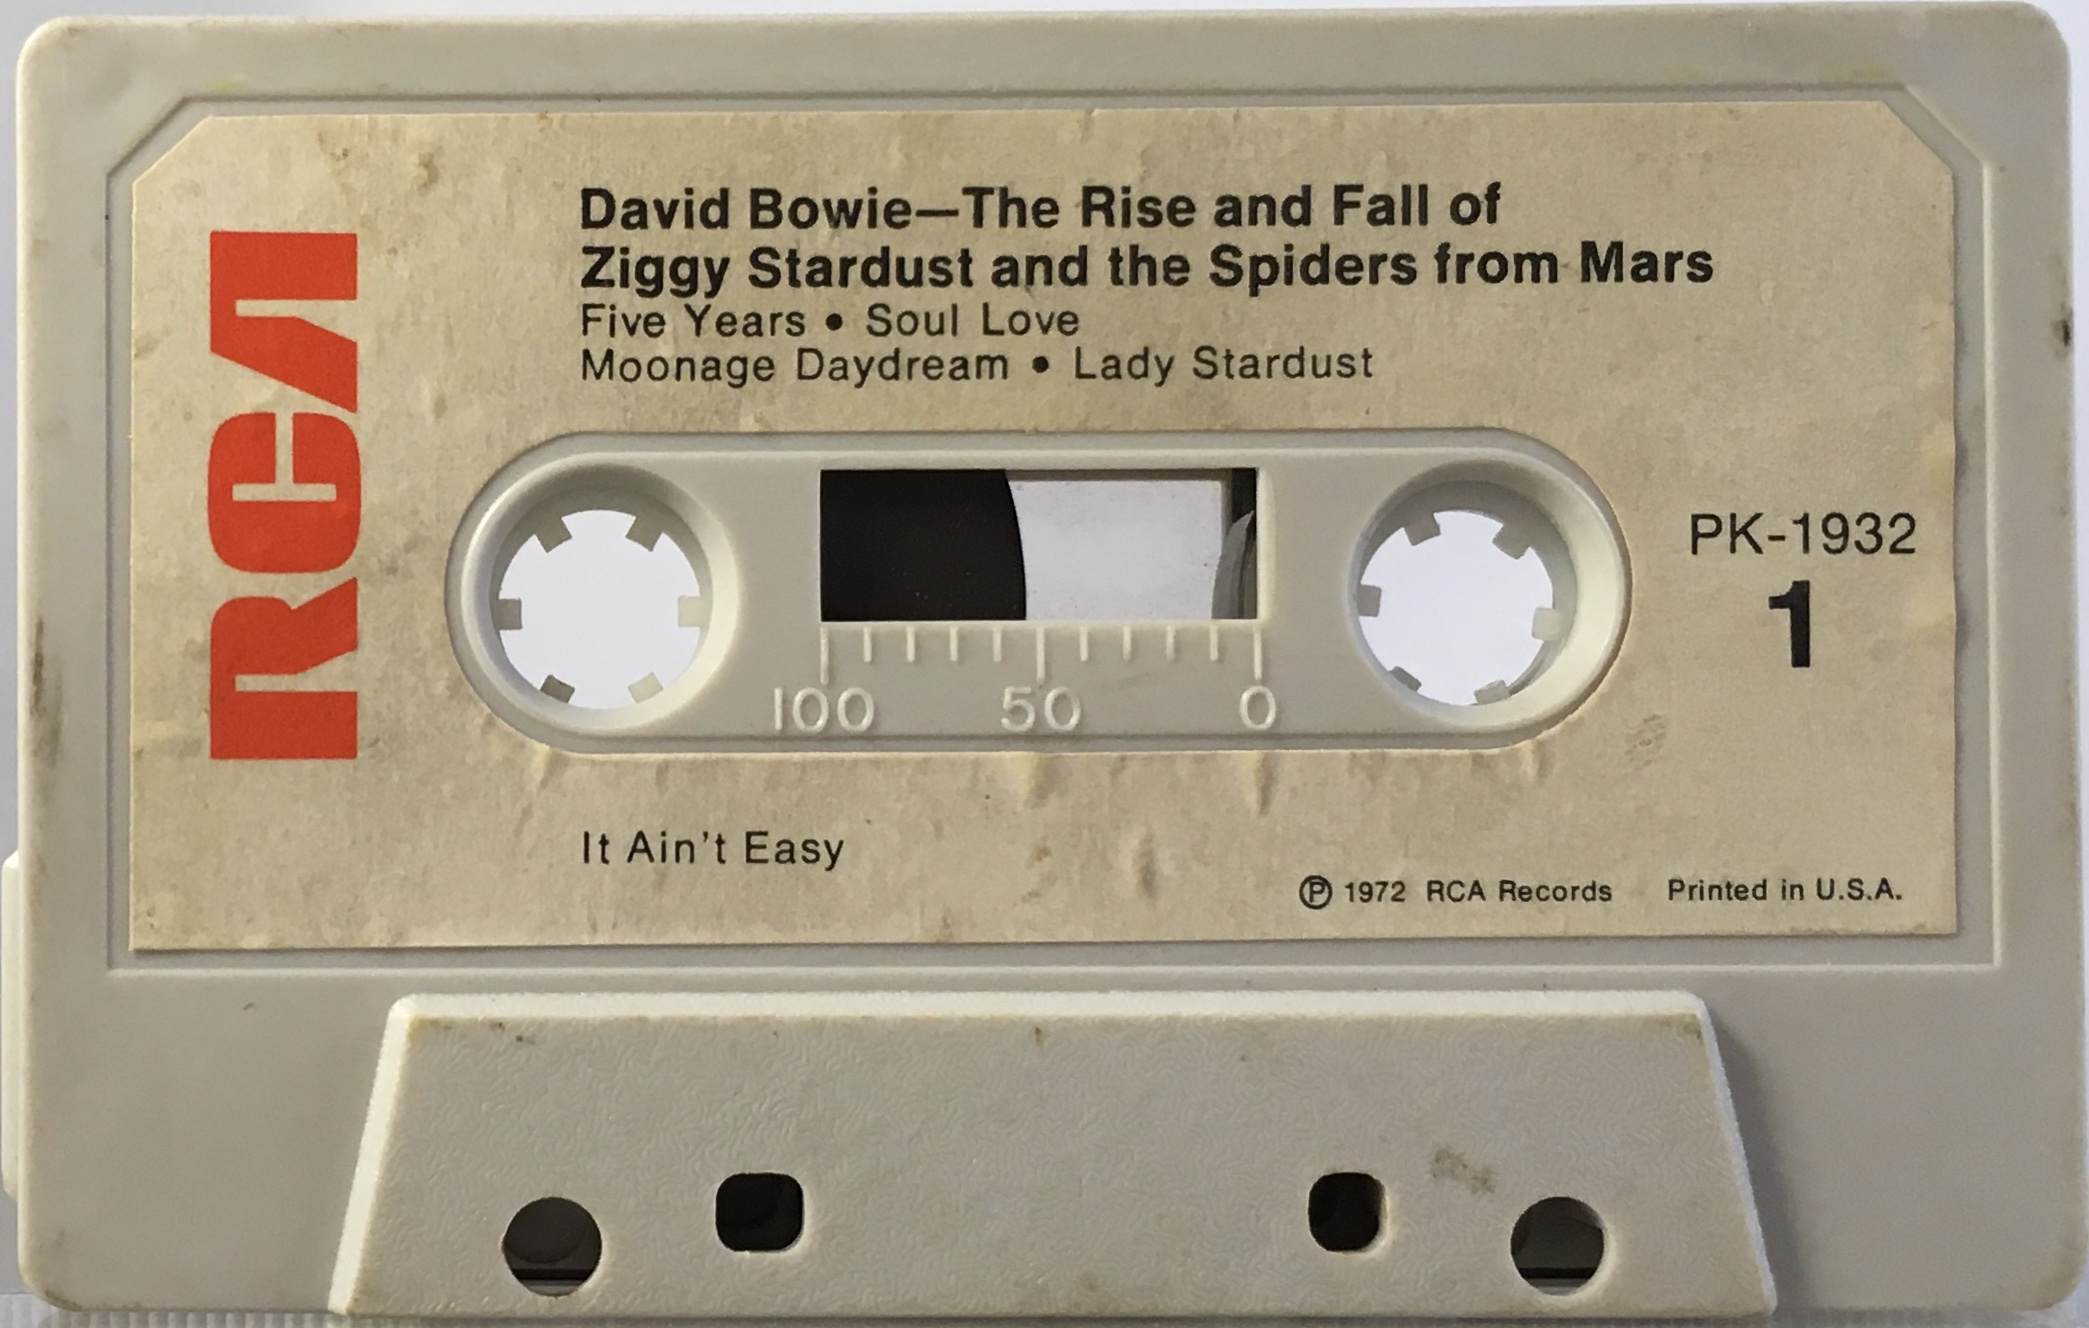 RCA
David Bowie—The Rise and Fall of
Ziggy Stardust and the Spiders from Mars
Five Years • Soul Love
Moonage Daydream • Lady Stardust
PK-1932
1
100 50 0
It Ain't Easy
℗ 1972 RCA Records Printed in U.S.A.